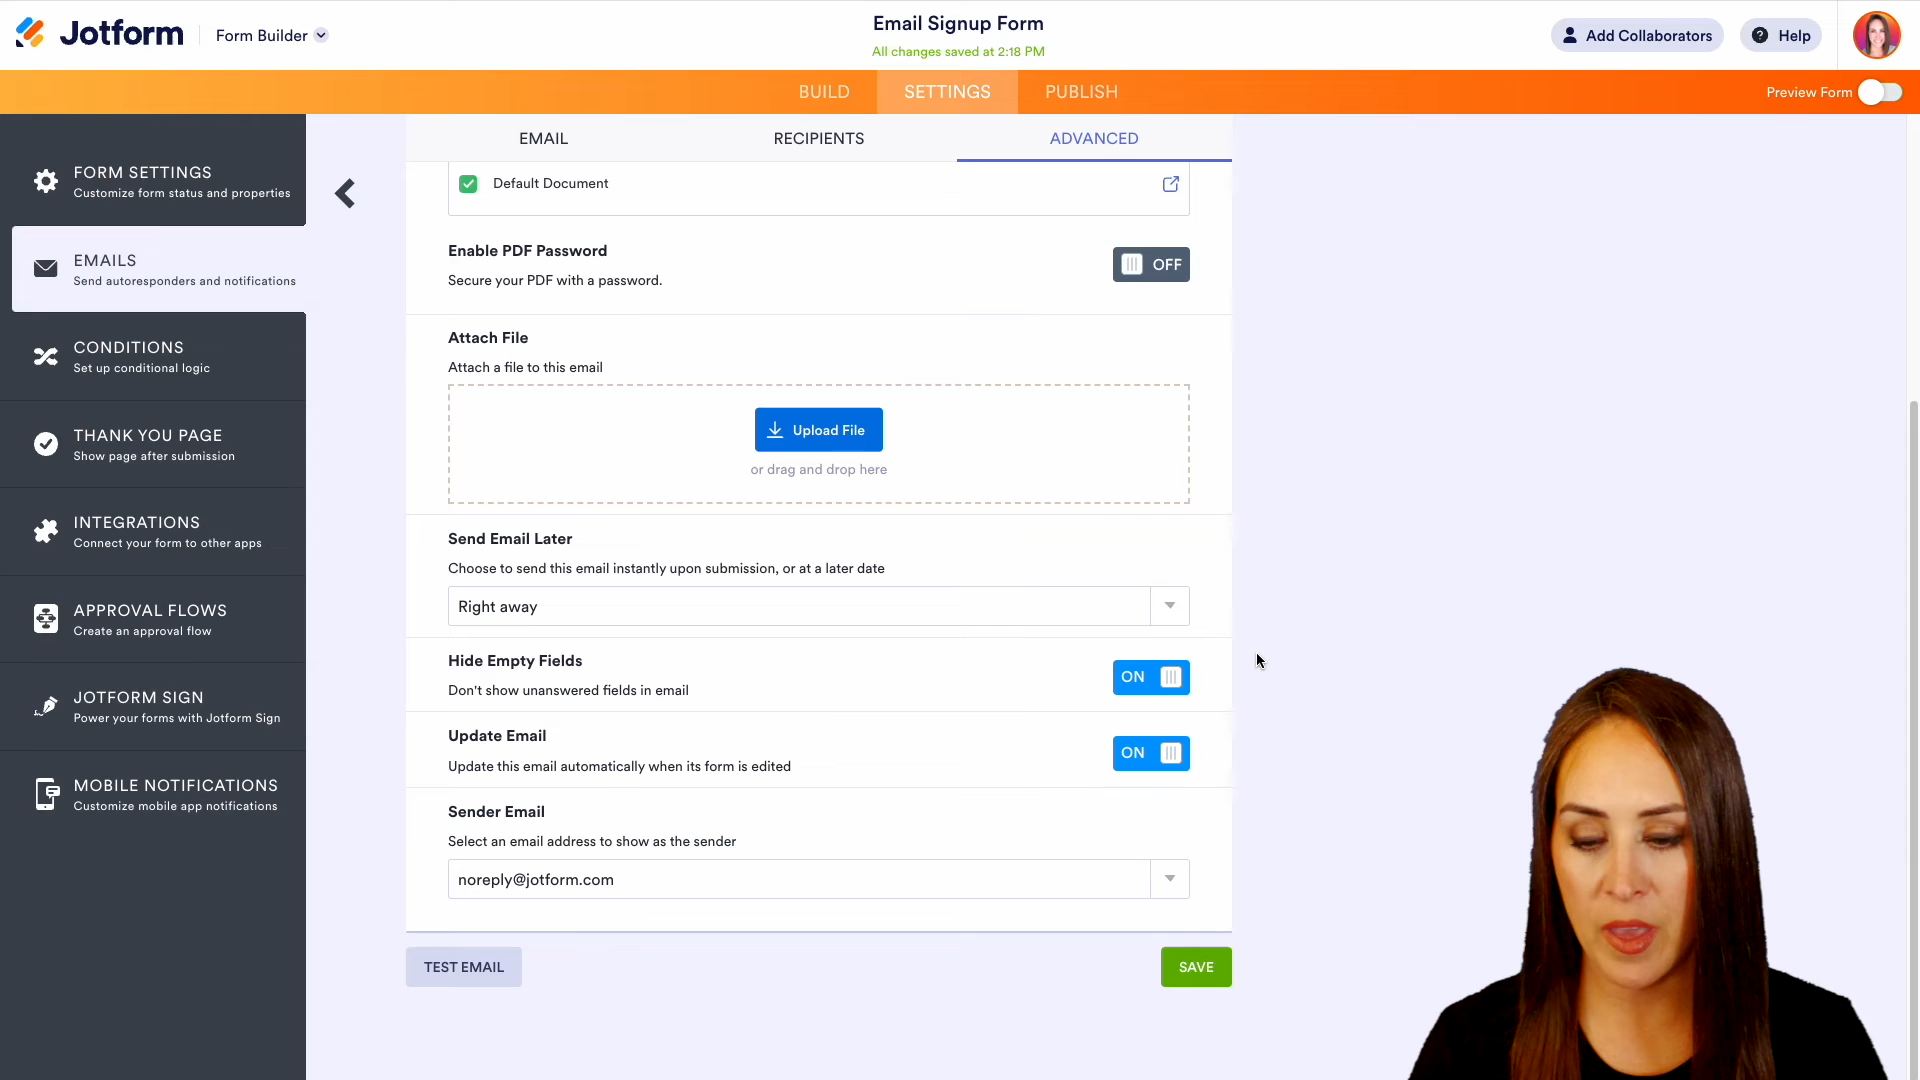 Jotform
Form Builder
Email Signup Form
All changes saved at 2:18 PM
Add Collaborators
Help
BUILD
SETTINGS
PUBLISH
Preview Form
FORM SETTINGS
Customize form status and properties
EMAILS
Send autoresponders and notifications
CONDITIONS
Set up conditional logic
THANK YOU PAGE
Show page after submission
INTEGRATIONS
Connect your form to other apps
APPROVAL FLOWS
Create an approval flow
JOTFORM SIGN
Power your forms with Jotform Sign
MOBILE NOTIFICATIONS
Customize mobile app notifications
EMAIL
RECIPIENTS
ADVANCED
Default Document
Enable PDF Password
Secure your PDF with a password.
OFF
Attach File
Attach a file to this email
Upload File
or drag and drop here
Send Email Later
Choose to send this email instantly upon submission, or at a later date
Right away
Hide Empty Fields
Don't show unanswered fields in email
ON
Update Email
Update this email automatically when its form is edited
ON
Sender Email
Select an email address to show as the sender
noreply@jotform.com
TEST EMAIL
SAVE